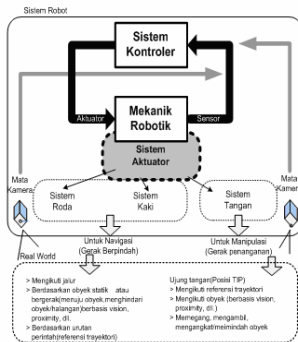 Sistem Robot
Sistem
Kontroler
Aktuator
Mekanik
Robotik
Sensor
Sistem
Aktuator
Mata
Kamera
Mata
Kamera
Sistem
Roda
Sistem
Kaki
Sistem
Tangan
Untuk Navigasi
(Gerak Berpindah)
Untuk Manipulasi
(Gerak penanganan)
Real World
> Mengikuti jalur
> Berdasarkan obyek statik atau
bergerak(menuju obyek,menghindari
obyek/halangan)berbasis vision,
proximity, dll.
> Berdasarkan urutan
perintah(referensi trayektori)
Ujung tangan(Posisi TIP)
> Mengikuti referensi trayektori
> Mengikuti obyek (berbasis vision,
proximity, dll.)
> Memegang, mengambil,
mengangkat/memindah obyek